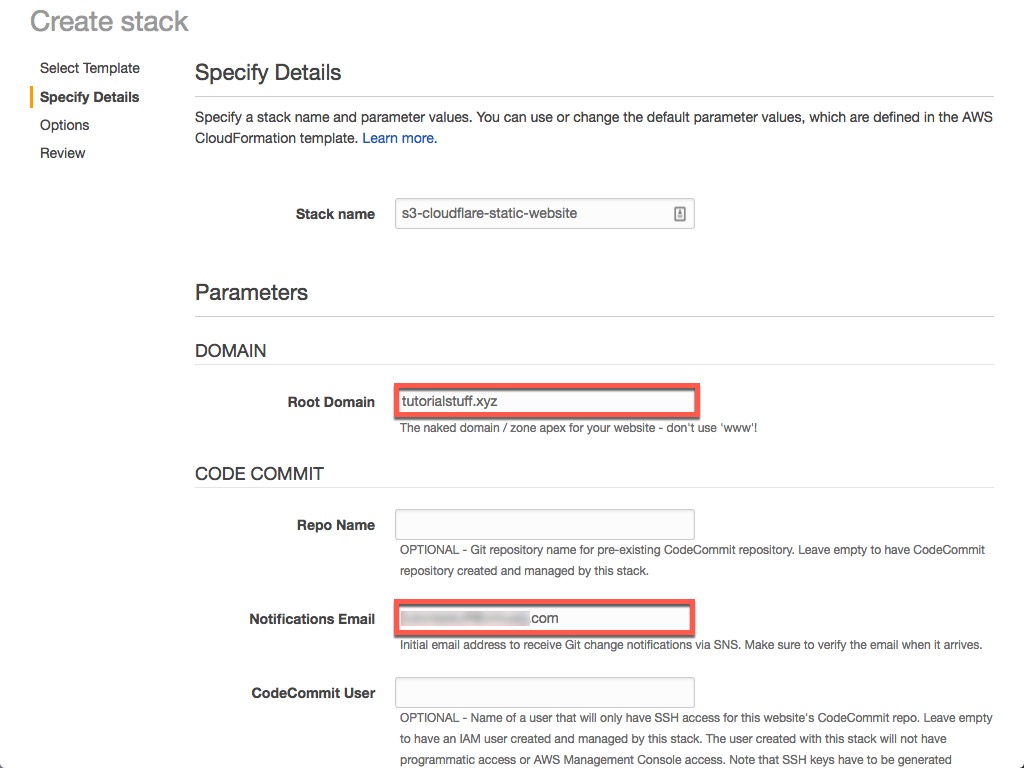 Create stack
Select Template
Specify Details
Options
Review
Specify Details
Specify a stack name and parameter values. You can use or change the default parameter values, which are defined in the AWS
CloudFormation template. Learn more.
Stack name
s3-cloudflare-static-website
Parameters
DOMAIN
Root Domain
tutorialstuff.xyz
The naked domain / zone apex for your website - don't use 'www'!
CODE COMMIT
Repo Name
OPTIONAL - Git repository name for pre-existing CodeCommit repository. Leave empty to have CodeCommit
repository created and managed by this stack.
Notifications Email
.com
Initial email address to receive Git change notifications via SNS. Make sure to verify the email when it arrives.
CodeCommit User
OPTIONAL - Name of a user that will only have SSH access for this website's CodeCommit repo. Leave empty
to have an IAM user created and managed by this stack. The user created with this stack will not have
programmatic access or AWS Management Console access. Note that SSH keys have to be generated